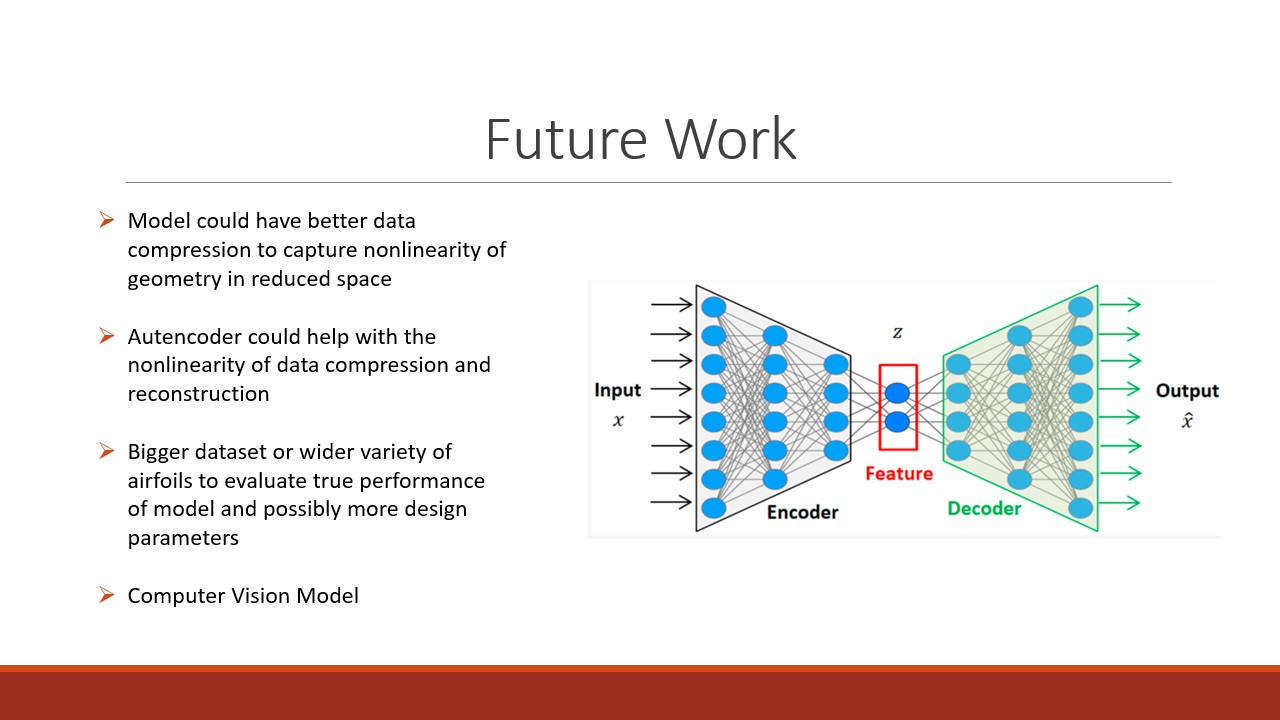 Future Work
Model could have better data
compression to capture nonlinearity of
geometry in reduced space
Autencoder could help with the
nonlinearity of data compression and
reconstruction
Bigger dataset or wider variety of
airfoils to evaluate true performance
of model and possibly more design
parameters
Computer Vision Model
Input
x
Encoder
z
Feature
Decoder
Output
x̂